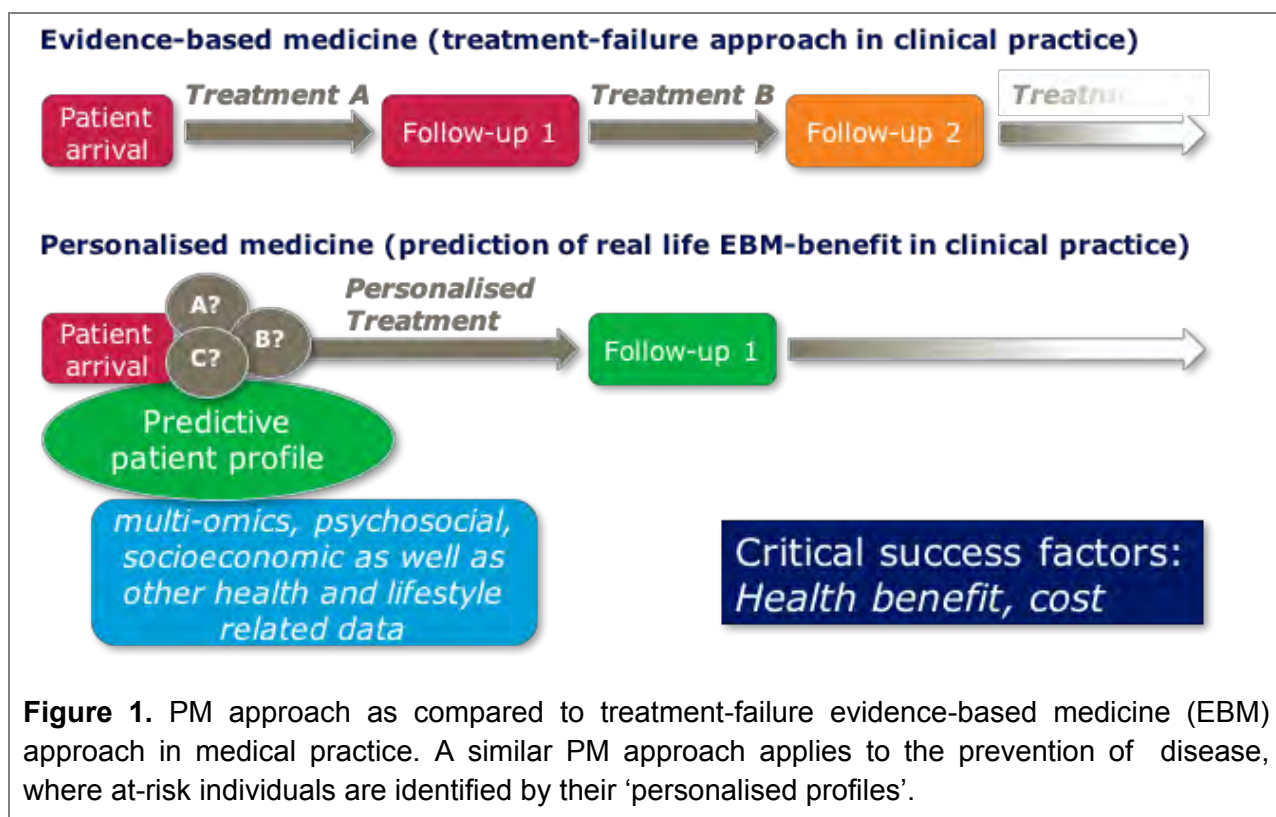 Evidence-based medicine (treatment-failure approach in clinical practice)
Treatment A
Treatment B
Patient
arrival
Follow-up 1
Follow-up 2
Personalised medicine (prediction of real life EBM-benefit in clinical practice)
A?
B?
C?
Patient
arrival
Personalised
Treatment
Follow-up 1
Predictive
patient profile
multi-omics, psychosocial,
socioeconomic as well as
other health and lifestyle
related data
Critical success factors:
Health benefit, cost
Figure 1. PM approach as compared to treatment-failure evidence-based medicine (EBM)
approach in medical practice. A similar PM approach applies to the prevention of disease,
where at-risk individuals are identified by their ‘personalised profiles’.